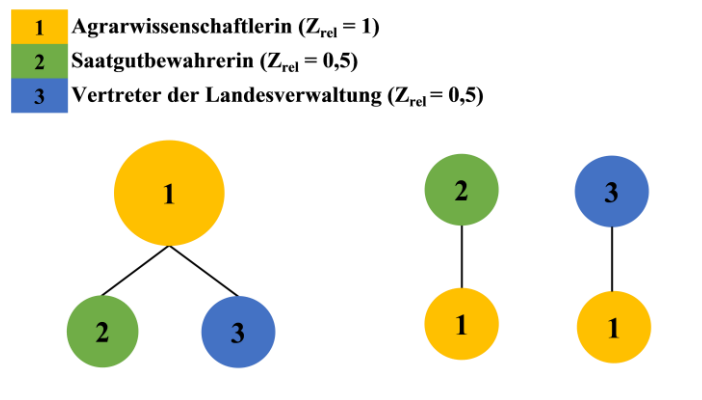 1 Agrarwissenschaftlerin (Zrel = 1)
2 Saatgutbewahrerin (Zrel = 0,5)
3 Vertreter der Landesverwaltung (Zrel = 0,5)
1
2 3
2
1
3
1